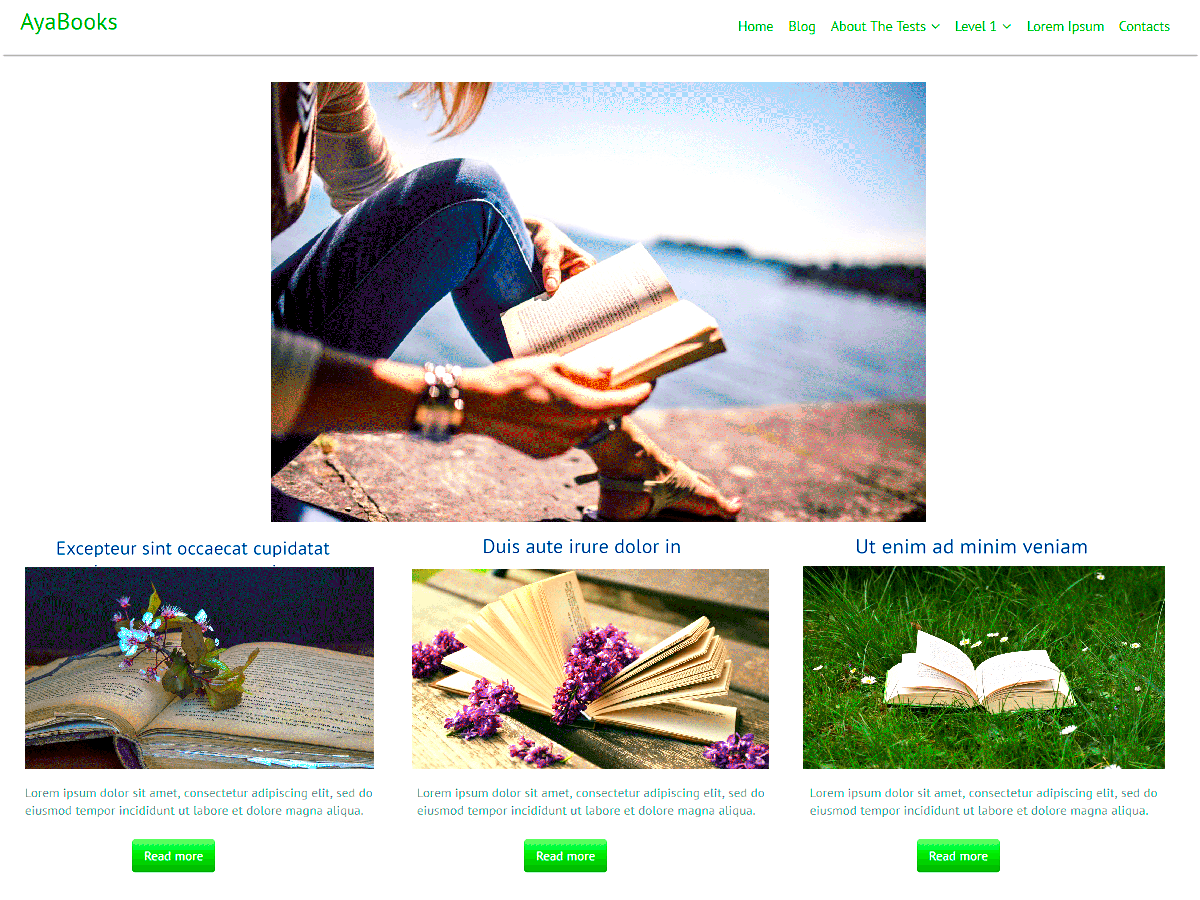 AyaBooks
Home Blog About The Tests Level 1 Lorem Ipsum Contacts
Excepteur sint occaecat cupidatat
Duis aute irure dolor in
Ut enim ad minim veniam
Lorem ipsum dolor sit amet, consectetur adipiscing elit, sed do
eiusmod tempor incididunt ut labore et dolore magna aliqua.
Read more
Lorem ipsum dolor sit amet, consectetur adipiscing elit, sed do
eiusmod tempor incididunt ut labore et dolore magna aliqua.
Read more
Lorem ipsum dolor sit amet, consectetur adipiscing elit, sed do
eiusmod tempor incididunt ut labore et dolore magna aliqua.
Read more